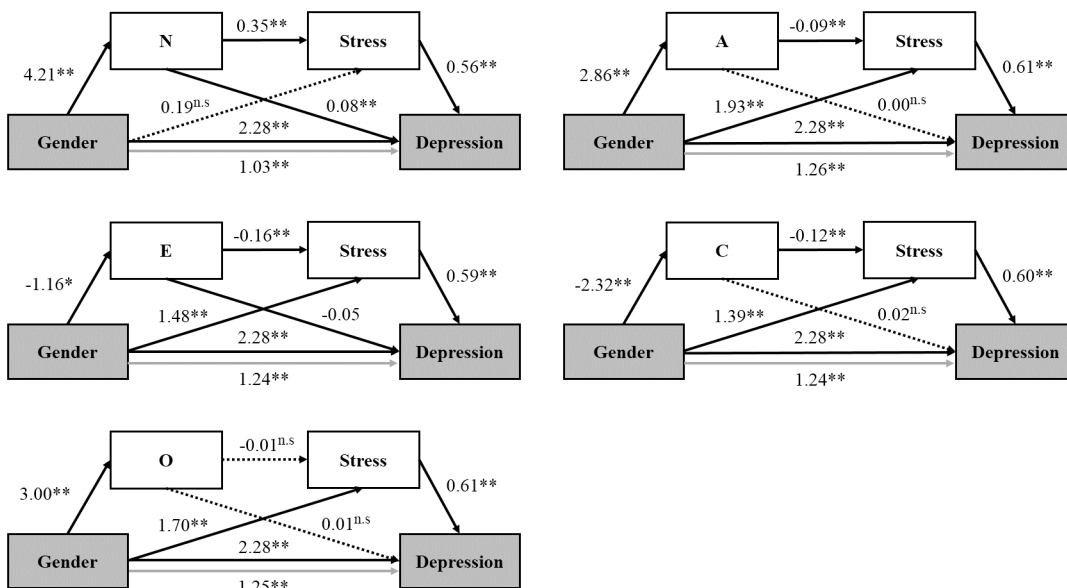 N
0.35**
Stress
4.21**
0.56**
0.19n.s
0.08**
Gender
2.28**
Depression
1.03**
A
-0.09**
Stress
2.86**
0.61**
1.93**
0.00n.s
Gender
2.28**
Depression
1.26**
E
-0.16**
Stress
-1.16*
0.59**
1.48**
-0.05
Gender
2.28**
Depression
1.24**
C
-0.12**
Stress
-2.32**
0.60**
1.39**
0.02n.s
Gender
2.28**
Depression
1.24**
O
-0.01n.s
Stress
3.00**
0.61**
1.70**
0.01n.s
Gender
2.28**
Depression
1.25**